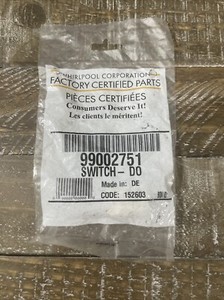 WHIRLPOOL CORPORATION
FACTORY CERTIFIED PARTS
PIÈCES CERTIFIÉES
Consumers Deserve It!
Les clients le méritent!
99002751
SWITCH- DO
Made in: DE
CODE: 152603